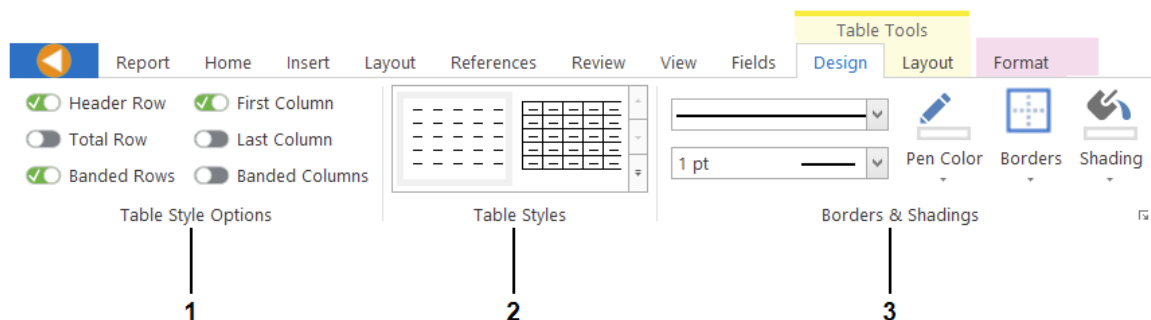 Table Tools
Report Home Insert Layout References Review View Fields Design Layout Format
Header Row First Column
Total Row Last Column
Banded Rows Banded Columns
1 pt
Pen Color Borders Shading
Table Style Options Table Styles Borders & Shadings
1 2 3